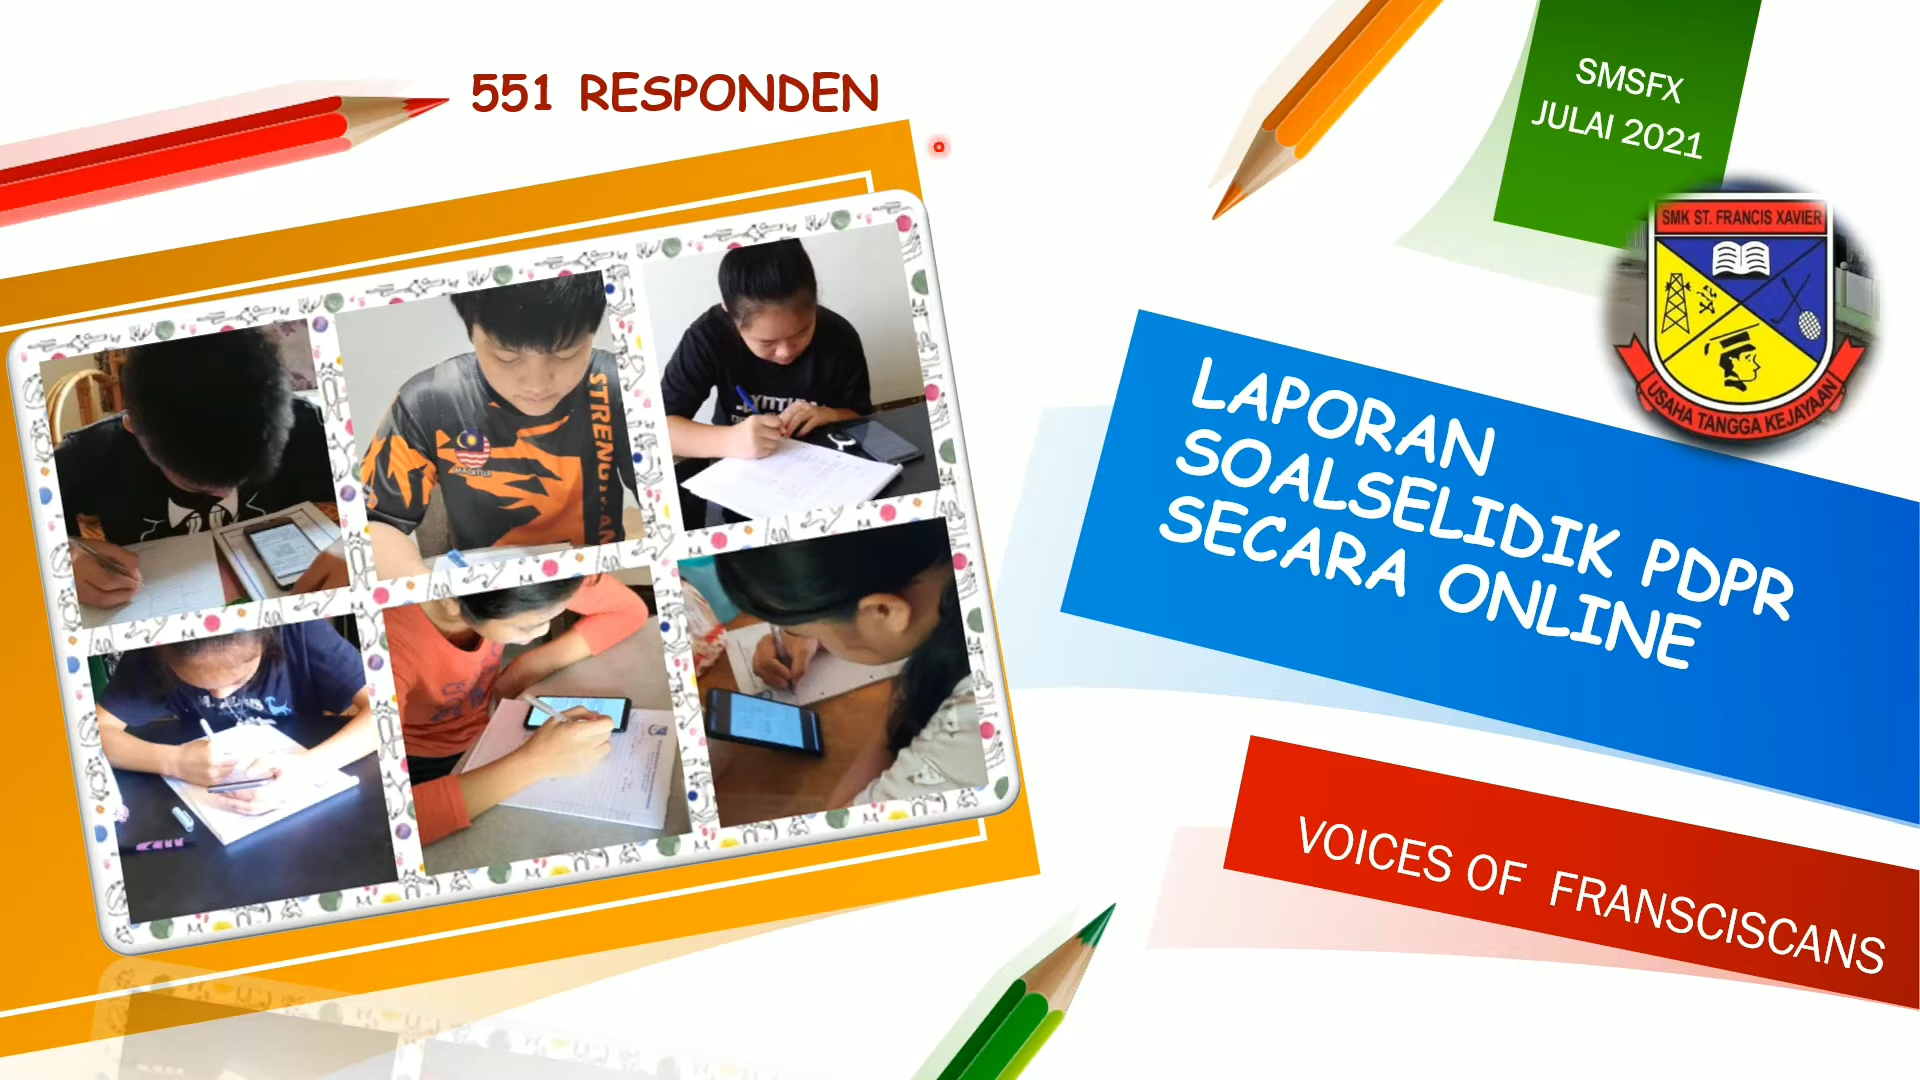 551 RESPONDEN
SMSFX
JULAI 2021
SMK ST. FRANCIS XAVIER
USAHA TANGGA KEJAYAAN
LAPORAN
SOALSELIDIK PDPR
SECARA ONLINE
VOICES OF FRANSCISCANS
MALAYSIA